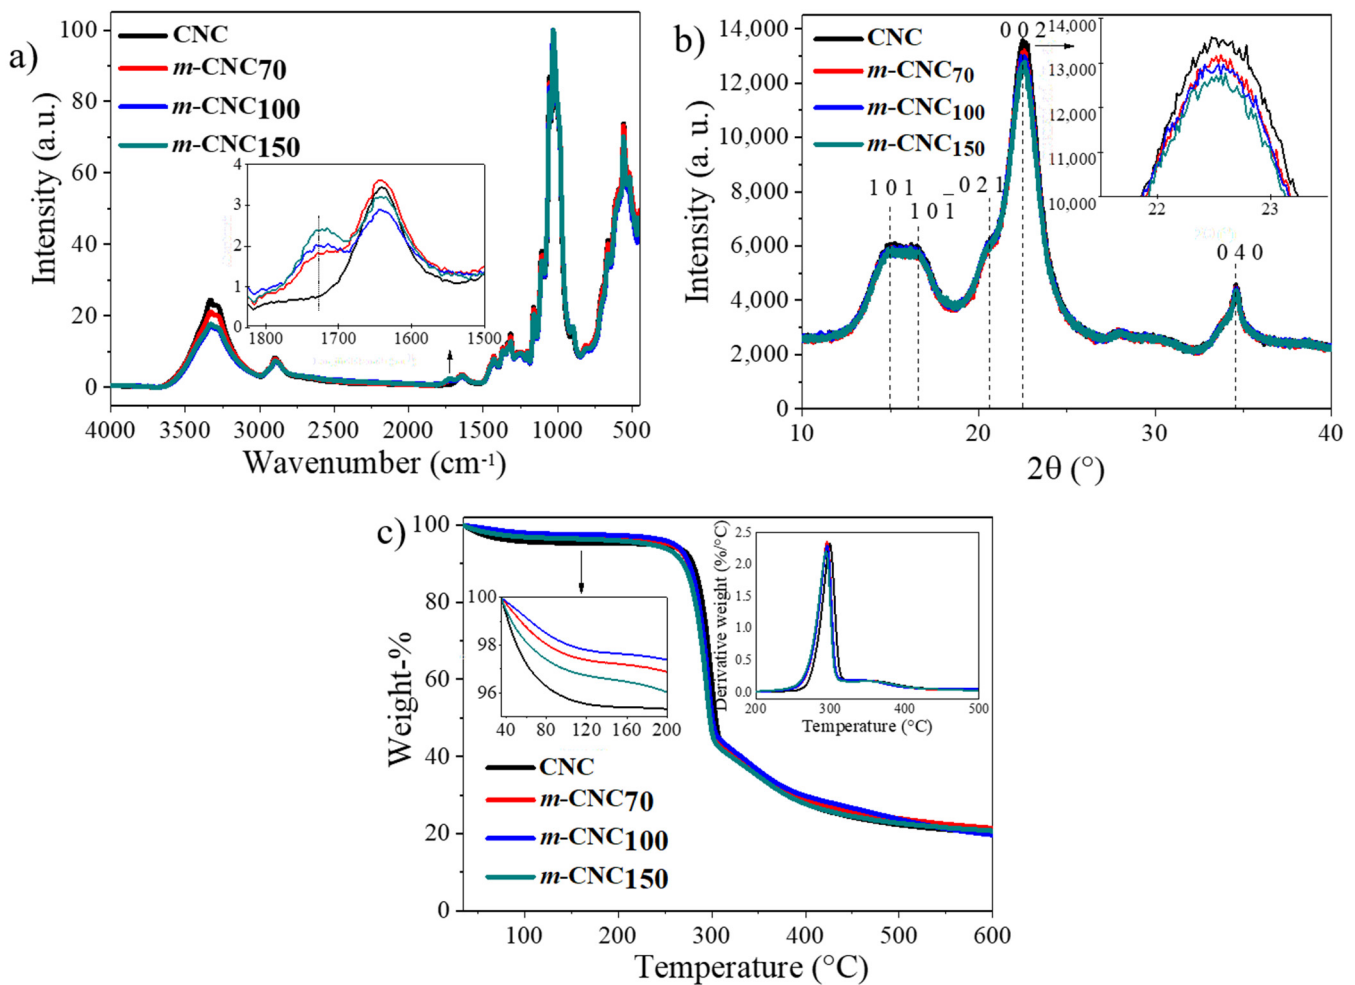 a)
Intensity (a.u.)
100
80
60
40
20
0
CNC
m-CNC70
m-CNC100
m-CNC150
4
3
2
1
0
1800
1700
1600
1500
4000
3500
3000
2500
2000
1500
1000
500
Wavenumber (cm-1)
b)
Intensity (a. u.)
14,000
12,000
10,000
8,000
6,000
4,000
2,000
0
CNC
m-CNC70
m-CNC100
m-CNC150
1 0 1
_
1 0 1
0 2 1
0 0 2
0 4 0
14,000
13,000
12,000
11,000
10,000
22
23
10
20
30
40
2θ (°)
c)
Weight-%
100
80
60
40
20
0
100
98
96
40
80
120
160
200
Derivative weight (%/°C)
2.5
2.0
1.5
1.0
0.5
0.0
200
300
400
500
Temperature (°C)
CNC
m-CNC70
m-CNC100
m-CNC150
100
200
300
400
500
600
Temperature (°C)